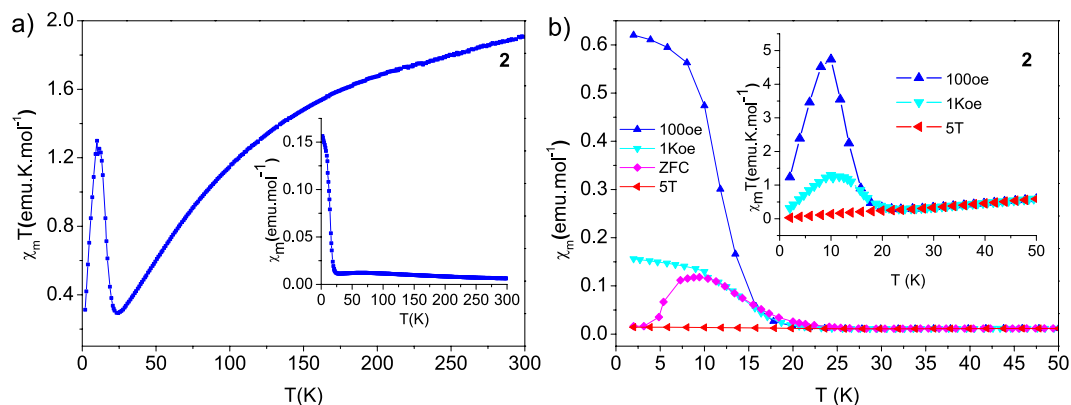 a)
2.0
1.6
1.2
0.8
0.4
χmT(emu.K.mol⁻¹)
0 50 100 150 200 250 300
T(K)
2
0.15
0.10
0.05
0.00
χm(emu.mol⁻¹)
0 50 100 150 200 250 300
T(K)
b)
0.6
0.5
0.4
0.3
0.2
0.1
0.0
χm(emu.mol⁻¹)
0 5 10 15 20 25 30 35 40 45 50
T (K)
100oe
1Koe
ZFC
5T
2
5
4
3
2
1
0
χmT(emu.K.mol⁻¹)
0 10 20 30 40 50
T (K)
100oe
1Koe
5T